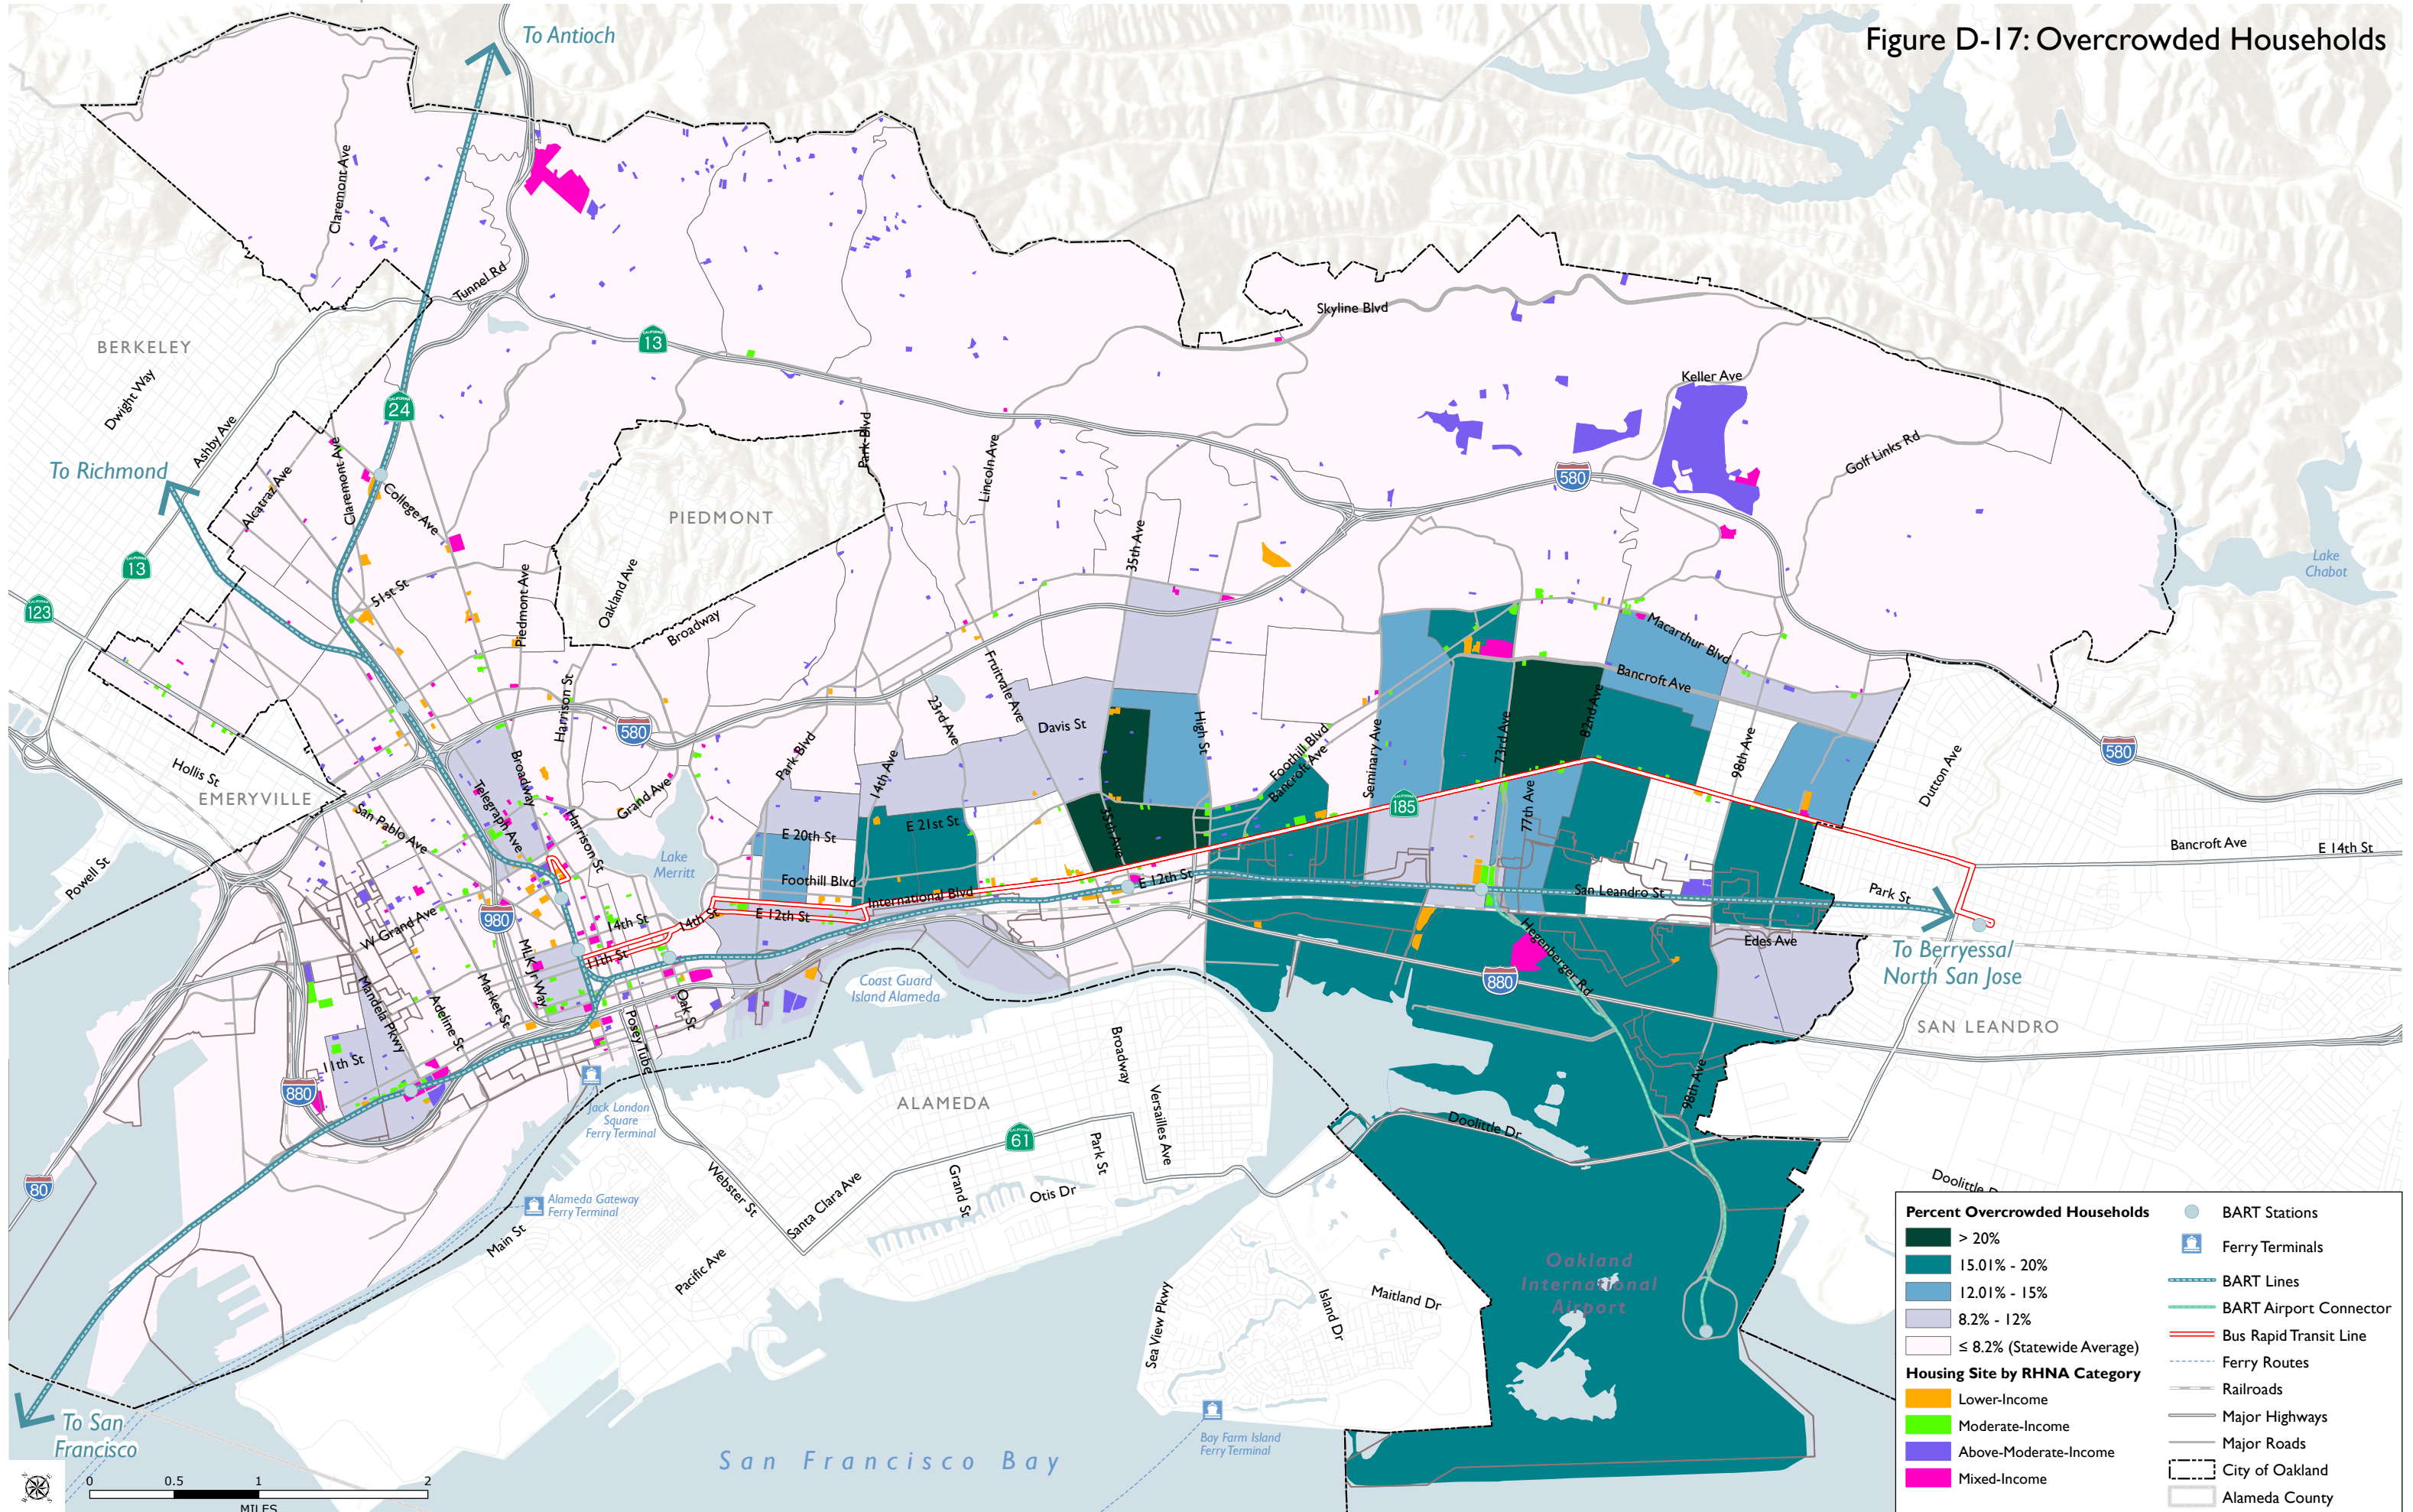 Figure D-17: Overcrowded Households
To Antioch
Claremont Ave
Tunnel Rd
BERKELEY
Dwight Way
Ashby Ave
13
24
Skyline Blvd
Keller Ave
Golf Links Rd
580
To Richmond
Alcatraz Ave
Claremont Ave
College Ave
PIEDMONT
Park Blvd
Lincoln Ave
35th Ave
Lake
Chabot
13
123
51st St
Piedmont Ave
Oakland Ave
Broadway
Macarthur Blvd
Bancroft Ave
Fruitvale Ave
23rd Ave
Davis St
High St
Harrison St
580
Broadway
Park Blvd
14th Ave
Foothill Blvd
Bancroft Ave
Seminary Ave
73rd Ave
82nd Ave
98th Ave
Dutton Ave
580
Hollis St
EMERYVILLE
San Pablo Ave
Telegraph Ave
Harrison St
Grand Ave
E 20th St
E 21st St
35th Ave
185
77th Ave
Bancroft Ave
E 14th St
Powell St
Lake
Merritt
Foothill Blvd
International Blvd
E 12th St
San Leandro St
Park St
W Grand Ave
980
14th St
14th St
E 12th St
11th St
MLK Jr Way
Market St
Adeline St
Mandela Pkwy
Oak St
Posey Tube
Coast Guard
Island Alameda
Hegenberger Rd
880
Edes Ave
To Berryessa/
North San Jose
SAN LEANDRO
11th St
880
Jack London
Square
Ferry Terminal
ALAMEDA
Broadway
Versailles Ave
Doolittle Dr
98th Ave
61
Park St
80
Alameda Gateway
Ferry Terminal
Main St
Webster St
Santa Clara Ave
Grand St
Otis Dr
Pacific Ave
Sea View Pkwy
Island Dr
Maitland Dr
Oakland
International
Airport
Doolittle D
To San
Francisco
San Francisco Bay
Bay Farm Island
Ferry Terminal
0 0.5 1 2
MILES
Percent Overcrowded Households
> 20%
15.01% - 20%
12.01% - 15%
8.2% - 12%
≤ 8.2% (Statewide Average)
Housing Site by RHNA Category
Lower-Income
Moderate-Income
Above-Moderate-Income
Mixed-Income
BART Stations
Ferry Terminals
BART Lines
BART Airport Connector
Bus Rapid Transit Line
Ferry Routes
Railroads
Major Highways
Major Roads
City of Oakland
Alameda County